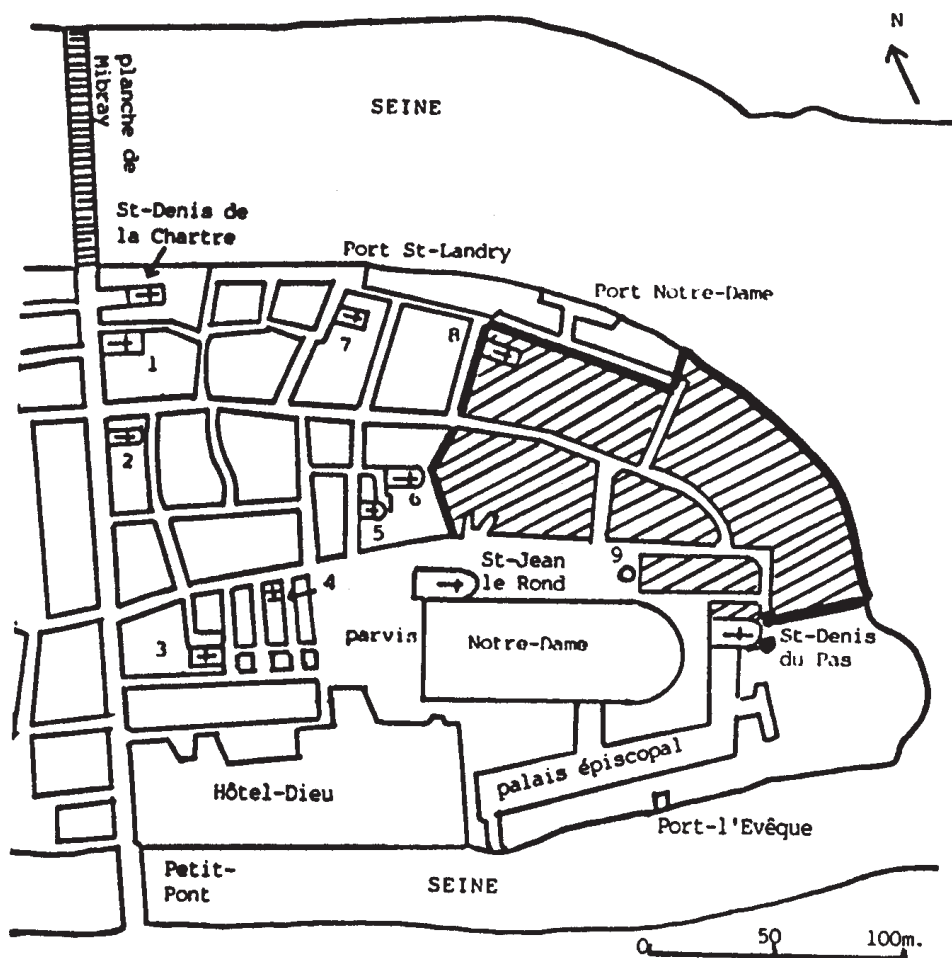 N
planche de
Mibray
SEINE
St-Denis de
la Chartre
Port St-Landry
Port Notre-Dame
1
7
8
2
6
5
St-Jean
le Rond
9
4
3
parvis
Notre-Dame
St-Denis
du Pas
palais épiscopal
Hôtel-Dieu
Port-l'Evêque
Petit-
Pont
SEINE
0
50
100m.